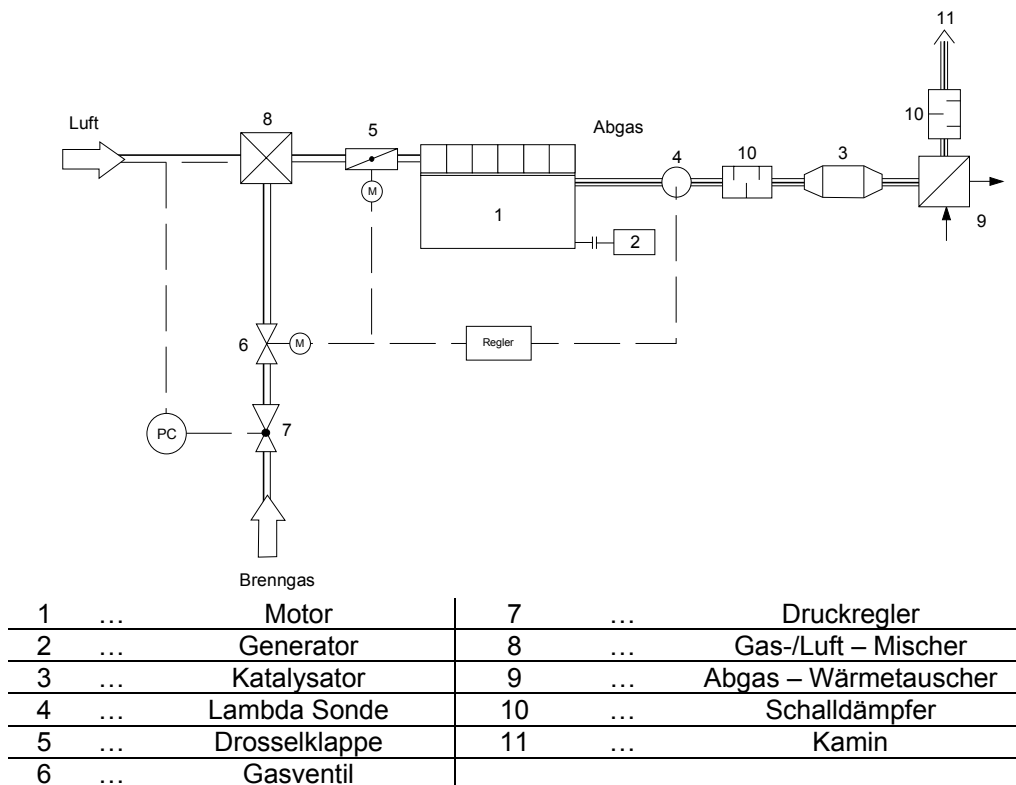 11
10
8
5
Luft
Abgas
4
10
3
M
1
9
2
6
M
Regler
PC
7
Brenngas
1 … Motor 7 … Druckregler
2 … Generator 8 … Gas-/Luft – Mischer
3 … Katalysator 9 … Abgas – Wärmetauscher
4 … Lambda Sonde 10 … Schalldämpfer
5 … Drosselklappe 11 … Kamin
6 … Gasventil